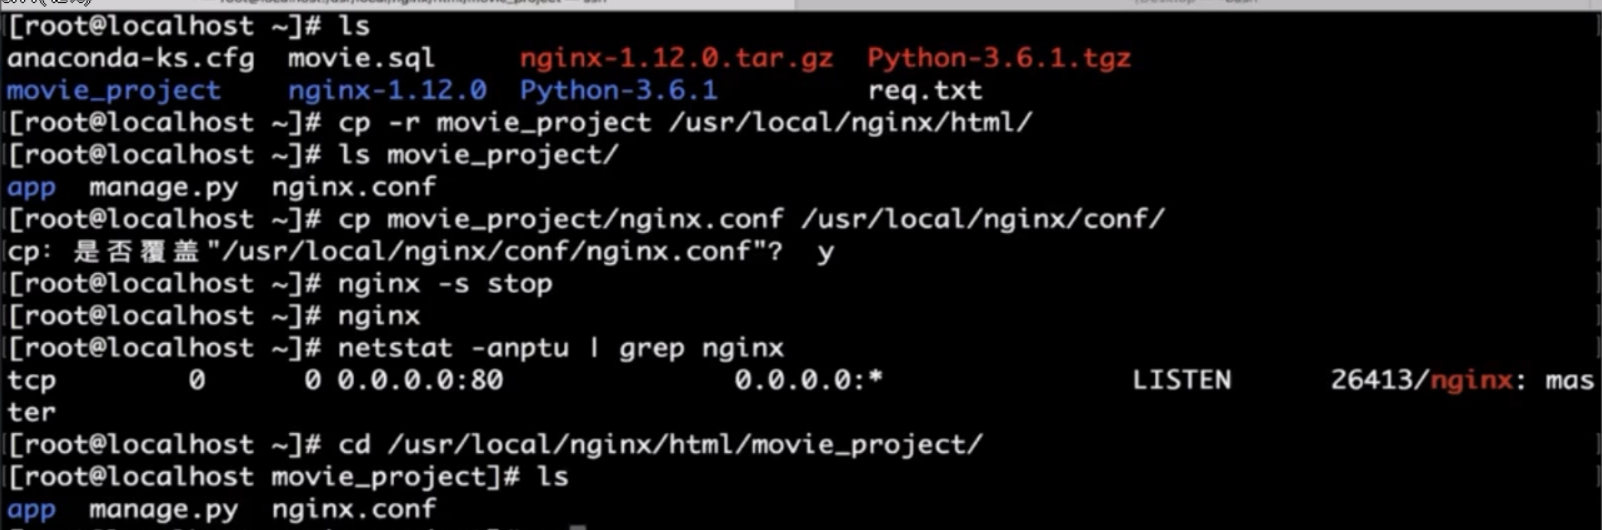 [root@localhost ~]# ls
anaconda-ks.cfg  movie.sql     nginx-1.12.0.tar.gz  Python-3.6.1.tgz
movie_project    nginx-1.12.0  Python-3.6.1         req.txt
[root@localhost ~]# cp -r movie_project /usr/local/nginx/html/
[root@localhost ~]# ls movie_project/
app  manage.py  nginx.conf
[root@localhost ~]# cp movie_project/nginx.conf /usr/local/nginx/conf/
cp: 是否覆盖"/usr/local/nginx/conf/nginx.conf"?  y
[root@localhost ~]# nginx -s stop
[root@localhost ~]# nginx
[root@localhost ~]# netstat -anptu | grep nginx
tcp        0      0 0.0.0.0:80              0.0.0.0:*               LISTEN      26413/nginx: mas
ter
[root@localhost ~]# cd /usr/local/nginx/html/movie_project/
[root@localhost movie_project]# ls
app  manage.py  nginx.conf